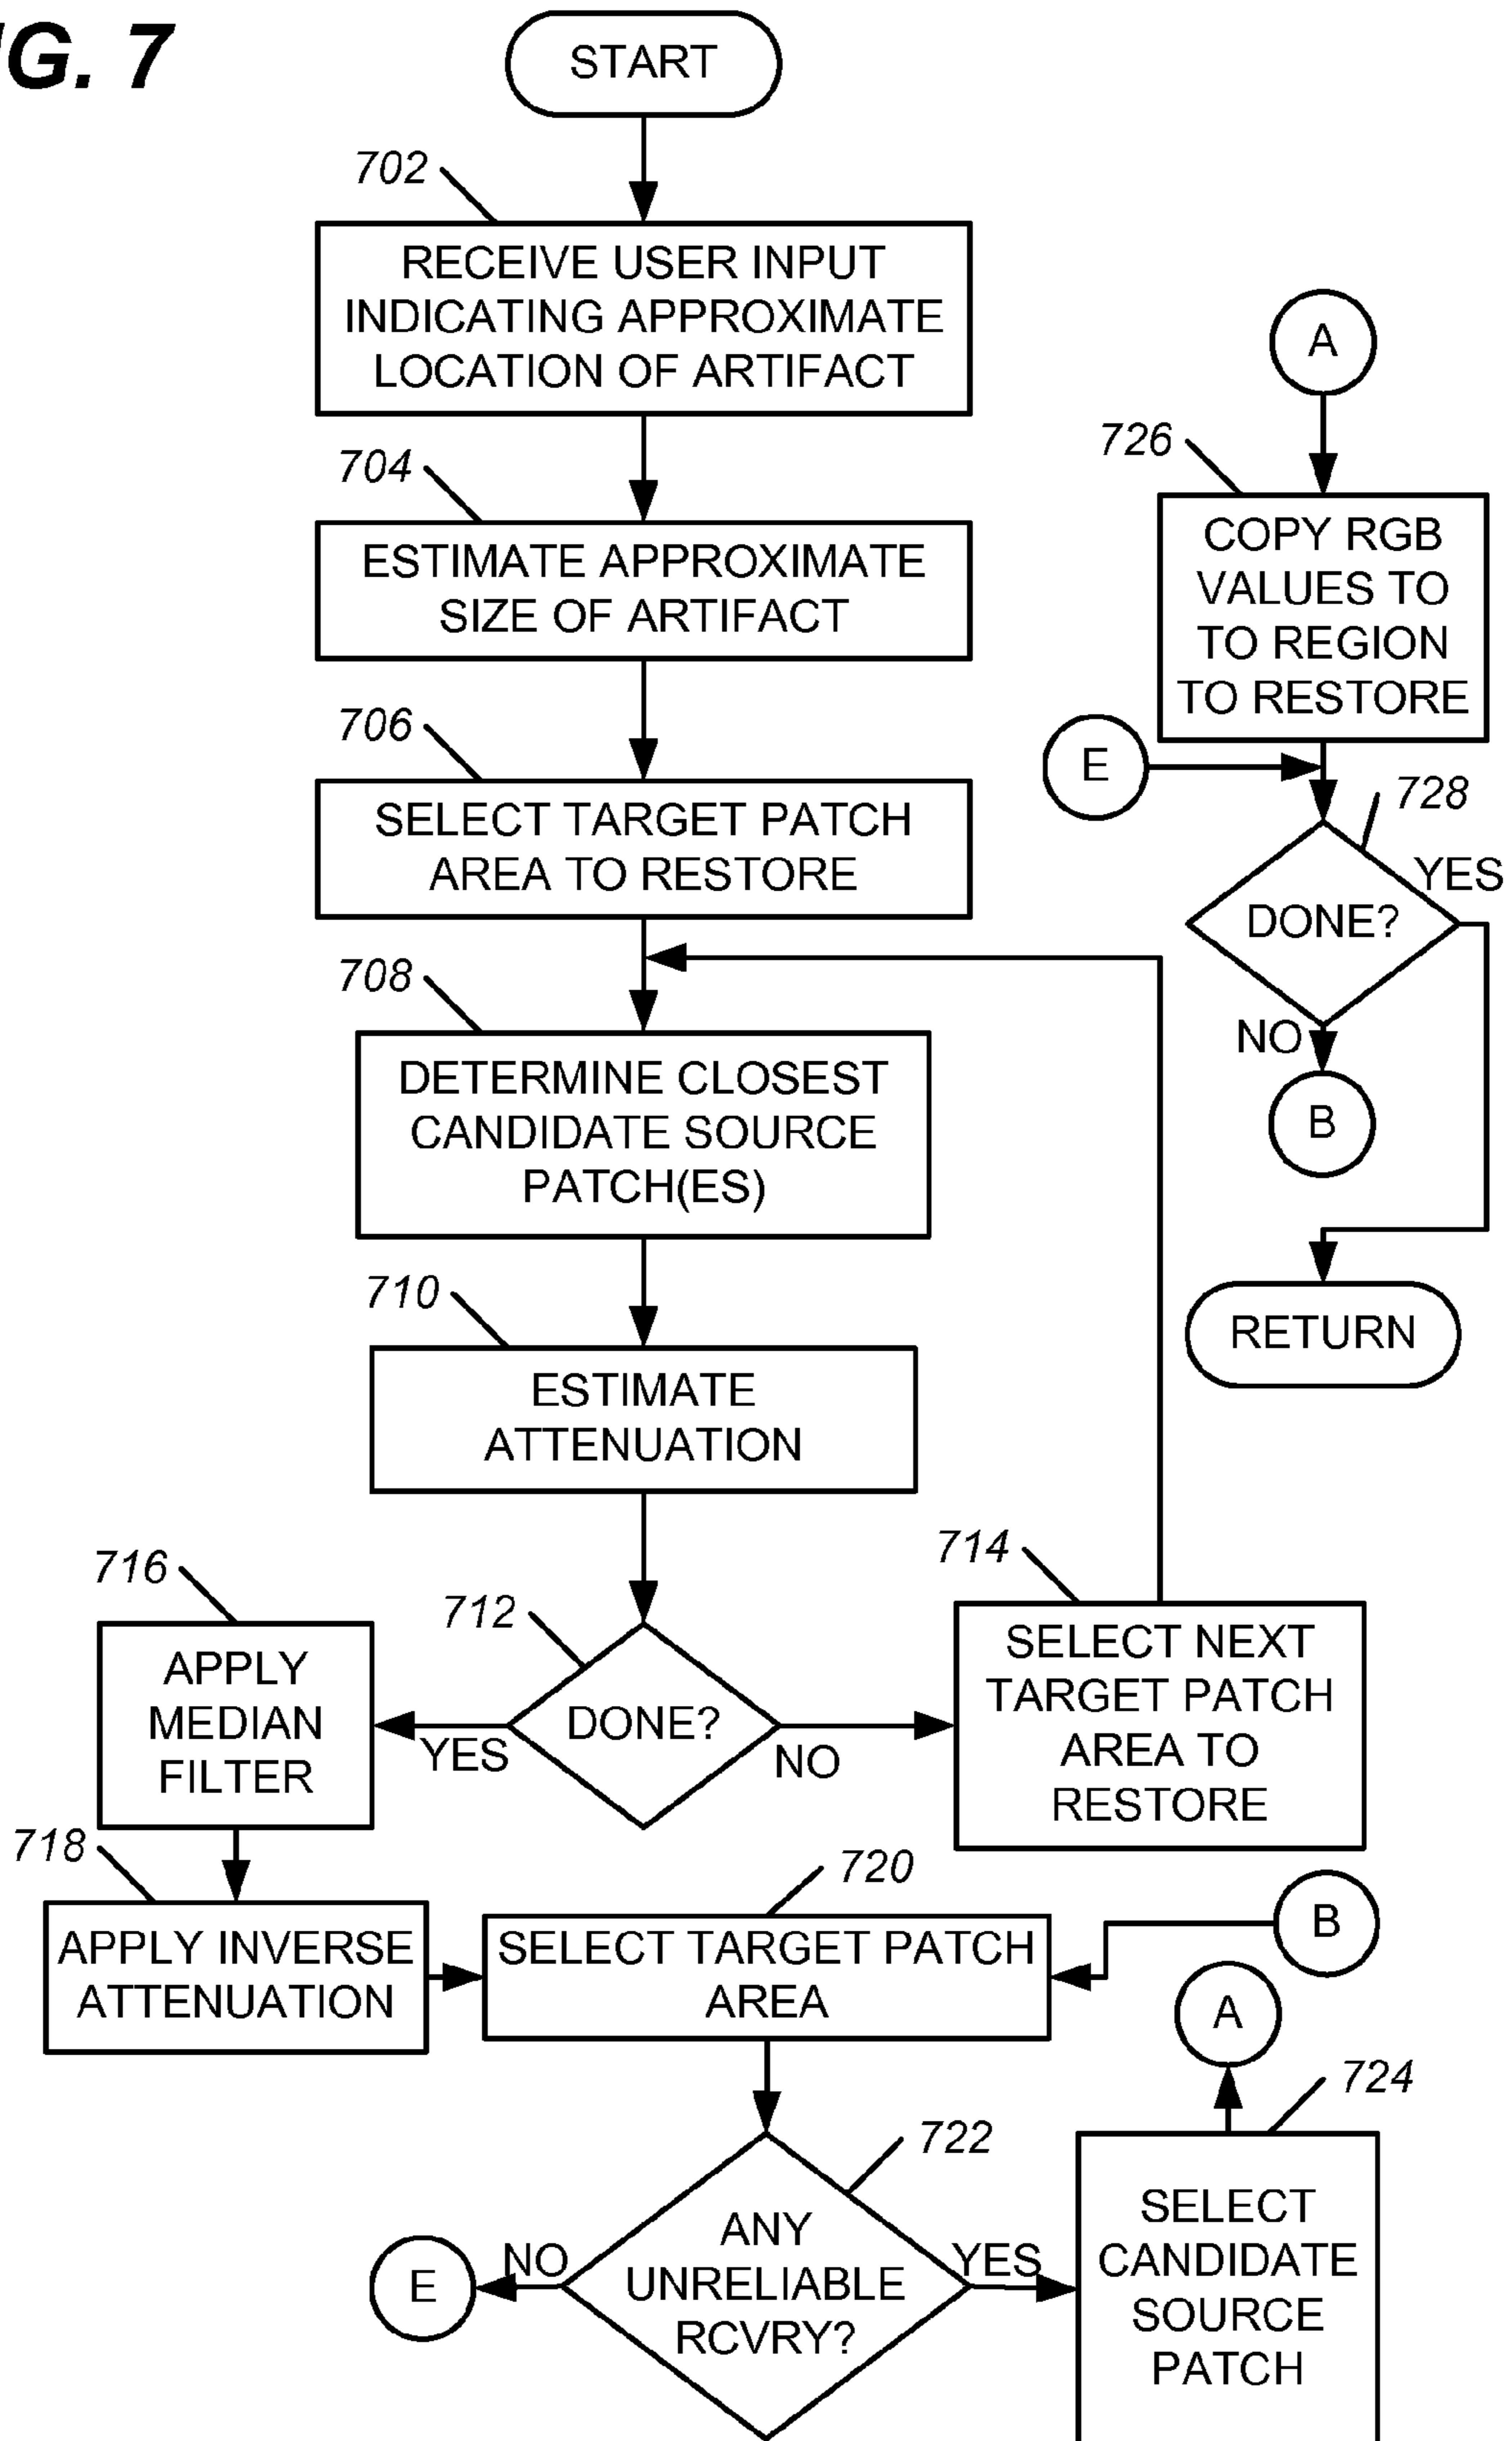 G. 7
START
702
RECEIVE USER INPUT
INDICATING APPROXIMATE
LOCATION OF ARTIFACT
704
ESTIMATE APPROXIMATE
SIZE OF ARTIFACT
706
SELECT TARGET PATCH
AREA TO RESTORE
708
DETERMINE CLOSEST
CANDIDATE SOURCE
PATCH(ES)
710
ESTIMATE
ATTENUATION
712
DONE?
YES
NO
714
SELECT NEXT
TARGET PATCH
AREA TO
RESTORE
716
APPLY
MEDIAN
FILTER
718
APPLY INVERSE
ATTENUATION
720
SELECT TARGET PATCH
AREA
B
722
ANY
UNRELIABLE
RCVRY?
NO
E
YES
724
SELECT
CANDIDATE
SOURCE
PATCH
A
A
726
COPY RGB
VALUES TO
TO REGION
TO RESTORE
E
728
DONE?
YES
NO
B
RETURN